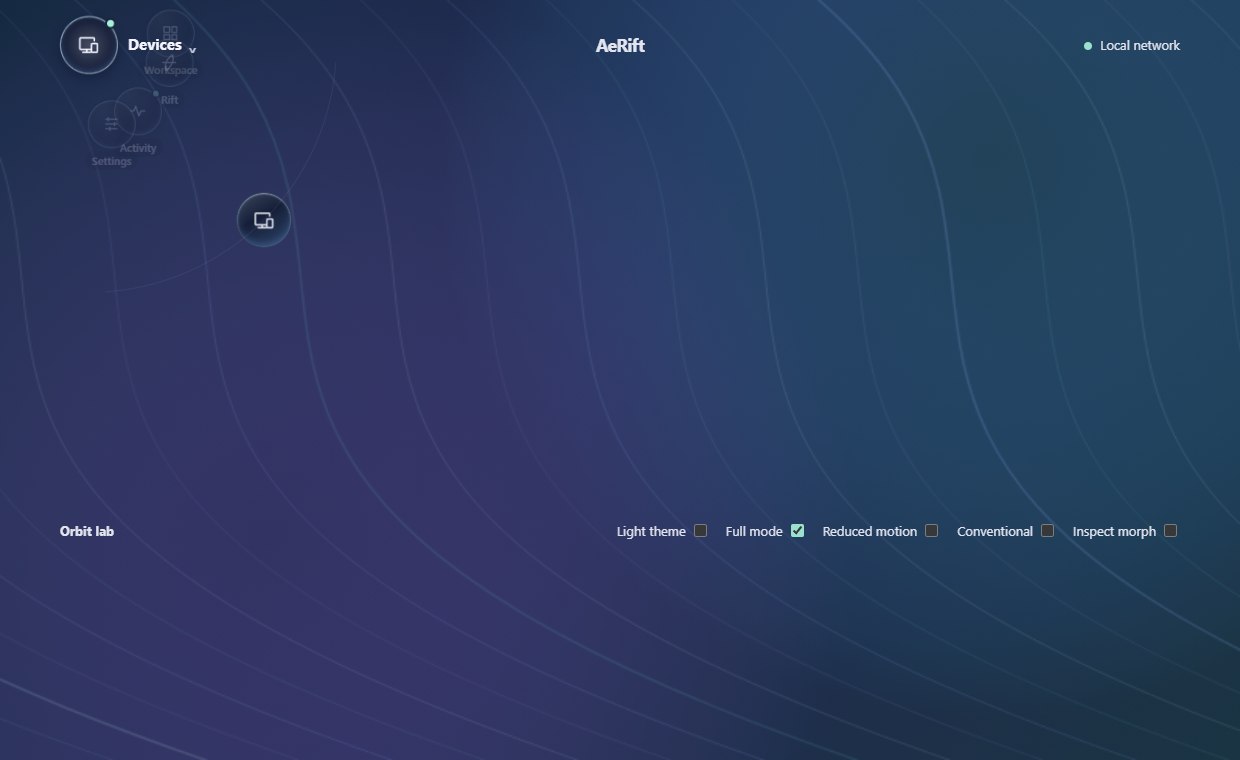 Devices
AeRift
Local network
Workspace
Rift
Activity
Settings
Orbit lab
Light theme
Full mode
Reduced motion
Conventional
Inspect morph